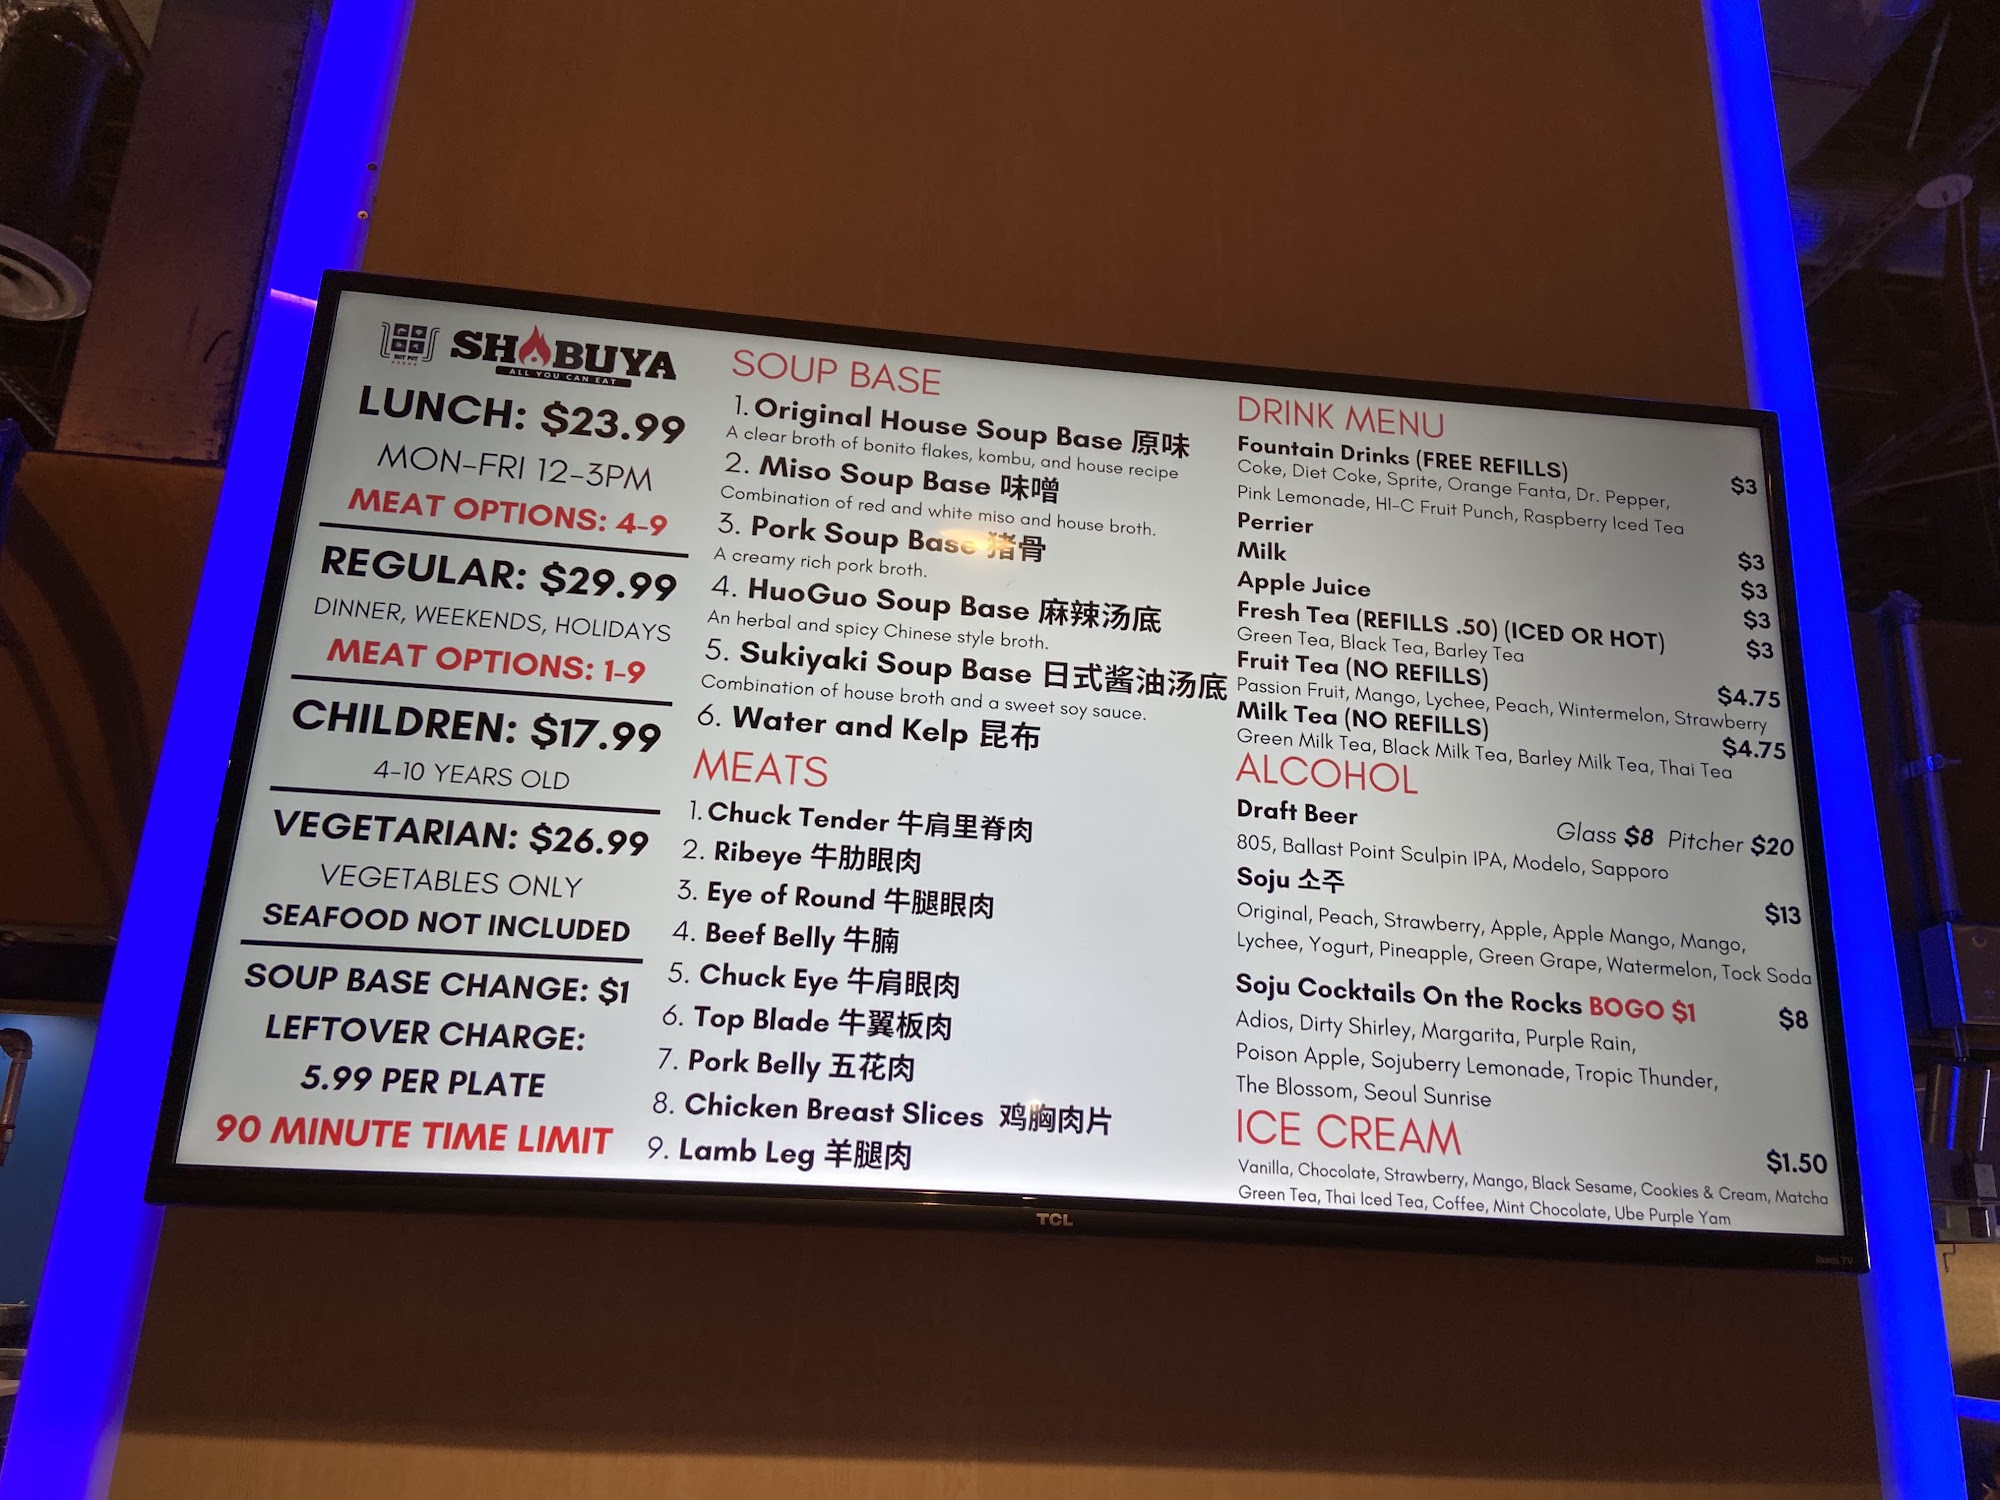 HOT POT
SHABUYA
ALL YOU CAN EAT
LUNCH: $23.99
MON-FRI 12-3PM
MEAT OPTIONS: 4-9
REGULAR: $29.99
DINNER, WEEKENDS, HOLIDAYS
MEAT OPTIONS: 1-9
CHILDREN: $17.99
4-10 YEARS OLD
VEGETARIAN: $26.99
VEGETABLES ONLY
SEAFOOD NOT INCLUDED
SOUP BASE CHANGE: $1
LEFTOVER CHARGE:
5.99 PER PLATE
90 MINUTE TIME LIMIT
SOUP BASE
1. Original House Soup Base 原味
A clear broth of bonito flakes, kombu, and house recipe
2. Miso Soup Base 味噌
Combination of red and white miso and house broth.
3. Pork Soup Base 猪骨
A creamy rich pork broth.
4. HuoGuo Soup Base 麻辣汤底
An herbal and spicy Chinese style broth.
5. Sukiyaki Soup Base 日式酱油汤底
Combination of house broth and a sweet soy sauce.
6. Water and Kelp 昆布
MEATS
1. Chuck Tender 牛肩里脊肉
2. Ribeye 牛肋眼肉
3. Eye of Round 牛腿眼肉
4. Beef Belly 牛腩
5. Chuck Eye 牛肩眼肉
6. Top Blade 牛翼板肉
7. Pork Belly 五花肉
8. Chicken Breast Slices 鸡胸肉片
9. Lamb Leg 羊腿肉
DRINK MENU
Fountain Drinks (FREE REFILLS) $3
Coke, Diet Coke, Sprite, Orange Fanta, Dr. Pepper,
Pink Lemonade, HI-C Fruit Punch, Raspberry Iced Tea
Perrier $3
Milk $3
Apple Juice $3
Fresh Tea (REFILLS .50) (ICED OR HOT) $3
Green Tea, Black Tea, Barley Tea
Fruit Tea (NO REFILLS) $4.75
Passion Fruit, Mango, Lychee, Peach, Wintermelon, Strawberry
Milk Tea (NO REFILLS) $4.75
Green Milk Tea, Black Milk Tea, Barley Milk Tea, Thai Tea
ALCOHOL
Draft Beer Glass $8 Pitcher $20
805, Ballast Point Sculpin IPA, Modelo, Sapporo
Soju 소주 $13
Original, Peach, Strawberry, Apple, Apple Mango, Mango,
Lychee, Yogurt, Pineapple, Green Grape, Watermelon, Tock Soda
Soju Cocktails On the Rocks BOGO $1 $8
Adios, Dirty Shirley, Margarita, Purple Rain,
Poison Apple, Sojuberry Lemonade, Tropic Thunder,
The Blossom, Seoul Sunrise
ICE CREAM $1.50
Vanilla, Chocolate, Strawberry, Mango, Black Sesame, Cookies & Cream, Matcha
Green Tea, Thai Iced Tea, Coffee, Mint Chocolate, Ube Purple Yam
TCL
Roku TV